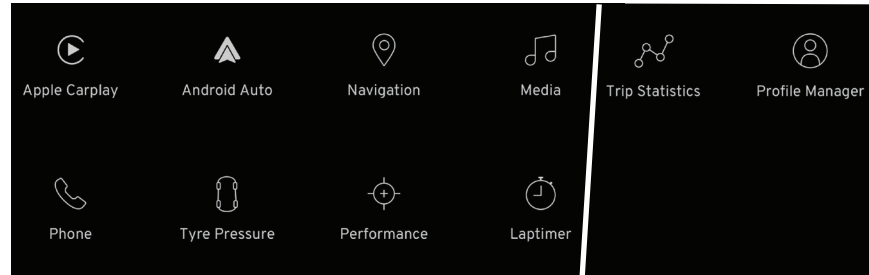 Apple Carplay
Android Auto
Navigation
Media
Trip Statistics
Profile Manager
Phone
Tyre Pressure
Performance
Laptimer